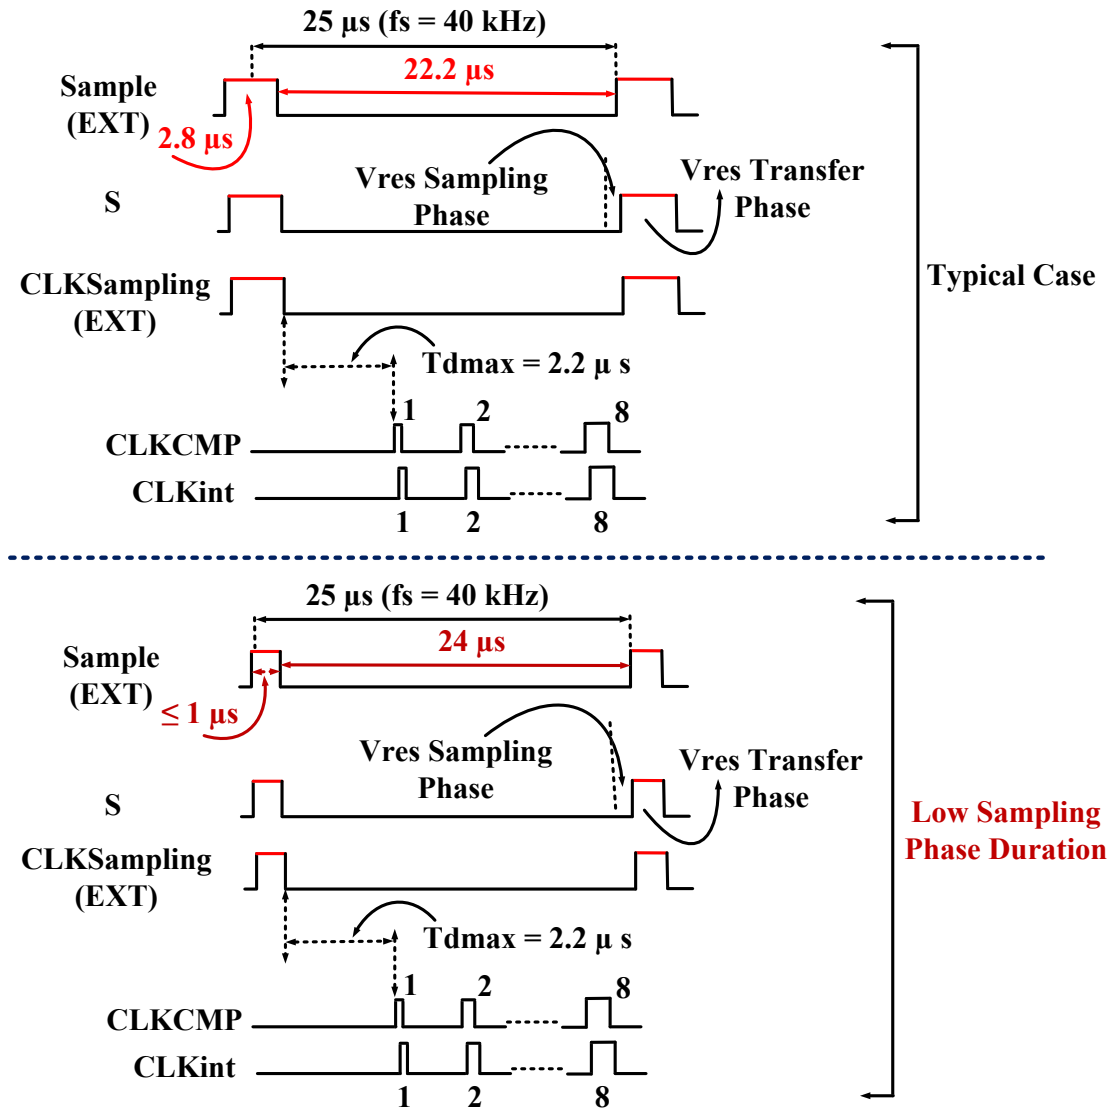 25 µs (fs = 40 kHz)
22.2 µs
Sample
(EXT)
2.8 µs
Vres Sampling
Phase
Vres Transfer
Phase
S
CLKSampling
(EXT)
Typical Case
Tdmax = 2.2 µ s
1 2 8
CLKCMP
CLKint
1 2 8
25 µs (fs = 40 kHz)
24 µs
Sample
(EXT)
≤ 1 µs
Vres Sampling
Phase
Vres Transfer
Phase
S
Low Sampling
Phase Duration
CLKSampling
(EXT)
Tdmax = 2.2 µ s
1 2 8
CLKCMP
CLKint
1 2 8